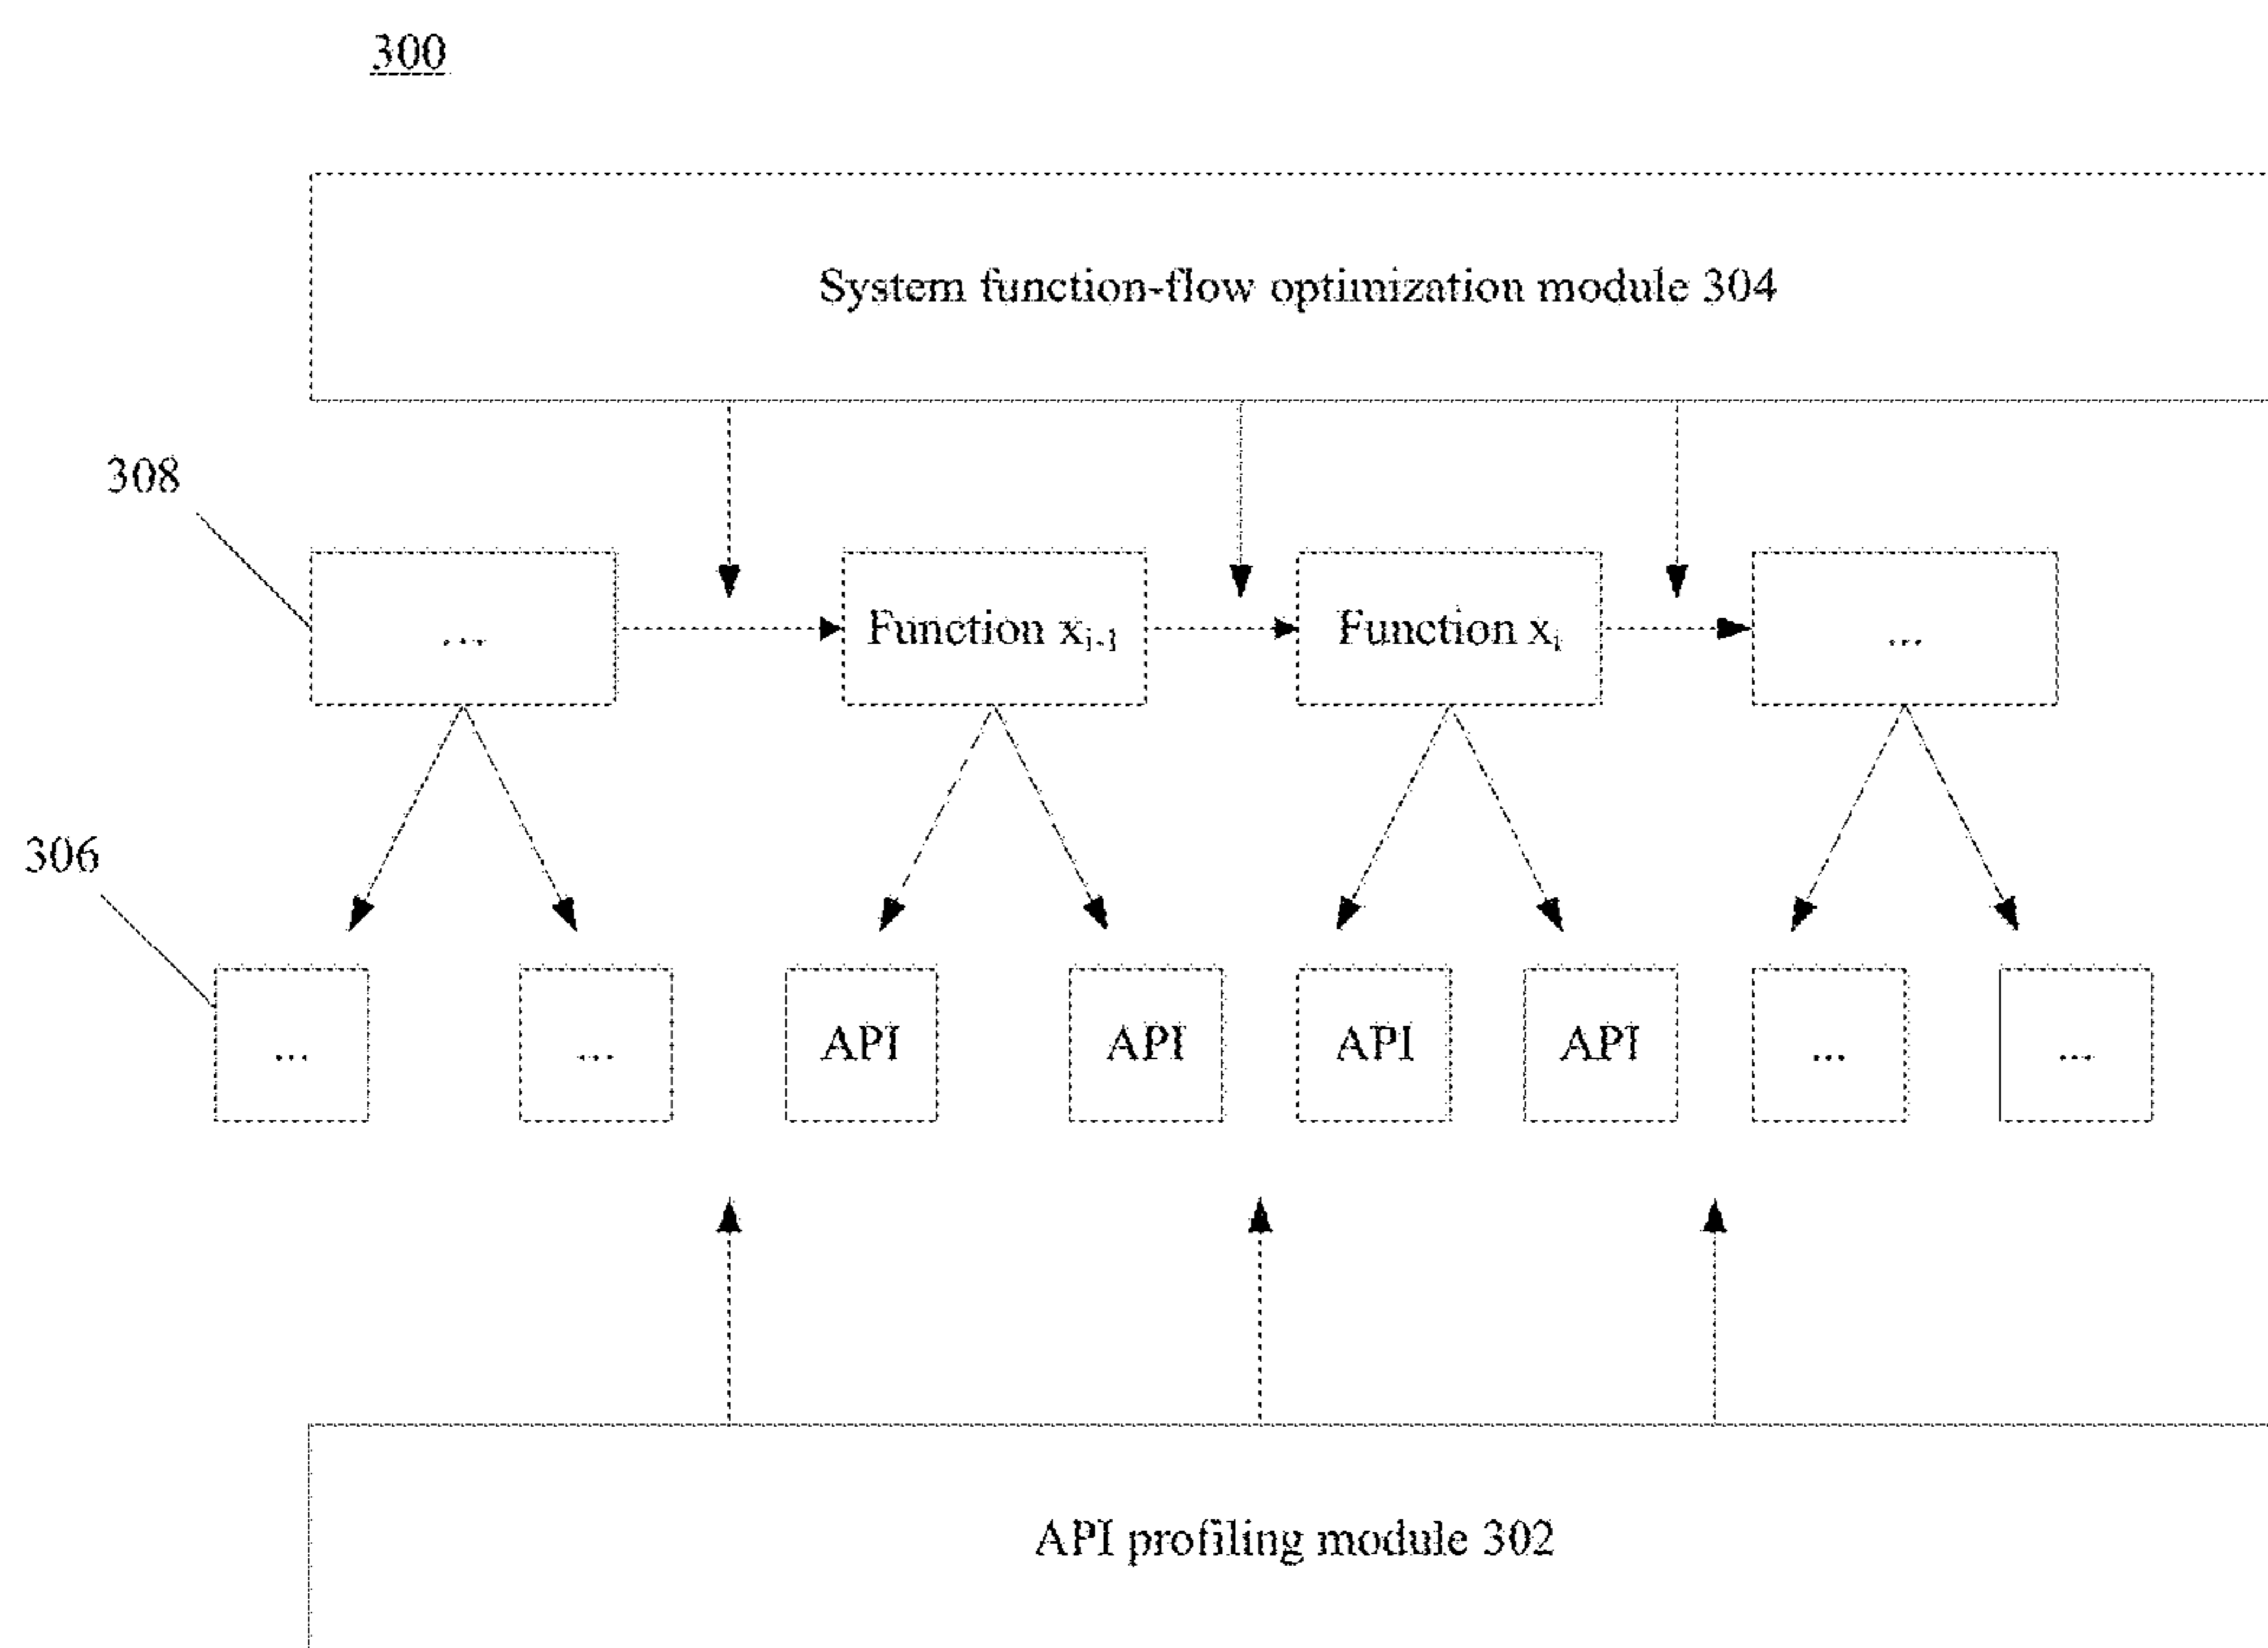 300
System function-flow optimization module 304
308
... Function xᵢ₋₁ Function xᵢ ...
306
... ... API API API API ... ...
API profiling module 302